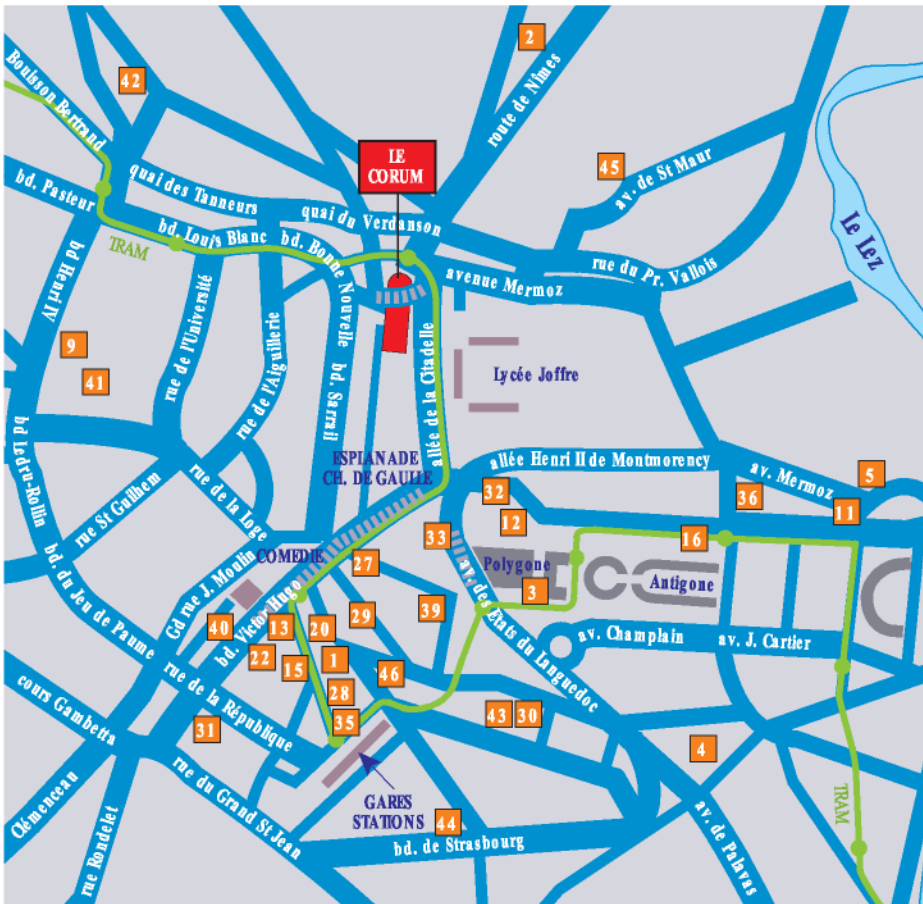 2
42
Bouisson Bertrand
LE
CORUM
route de Nîmes
45
av. de St Maur
quai des Tanneurs
bd. Pasteur
quai du Verdanson
bd. Louis Blanc
bd. Bonne Nouvelle
TRAM
le Lez
rue du Pr. Vallois
avenue Mermoz
bd Henri IV
rue de l'Université
rue de l'Aiguillerie
9
41
bd. Sarrail
allée de la Citadelle
Lycée Joffre
bd Ledru-Rollin
ESPLANADE
CH. DE GAULLE
allée Henri II de Montmorency
av. Mermoz
5
32
36
11
12
rue St Guilhem
rue de la Loge
33
16
COMEDIE
27
Polygone
3
Antigone
Gd rue J. Moulin
bd. Victor Hugo
av. des Etats du Languedoc
bd. du Jeu de Paume
40
13
20
29
39
av. Champlain
av. J. Cartier
22
15
1
46
28
cours Gambetta
rue de la République
31
35
43
30
4
Clémenceau
rue du Grand St Jean
GARES
STATIONS
44
bd. de Strasbourg
av. de Palavas
TRAM
rue Rondelet